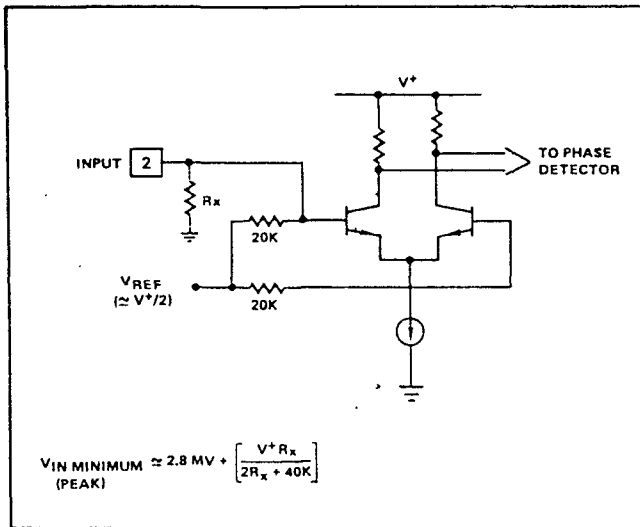 V+
INPUT 2
TO PHASE
DETECTOR
Rx
20K
VREF
(≃ V+/2)
20K
VIN MINIMUM ≃ 2.8 MV + [V+ Rx / 2Rx + 40K]
(PEAK)